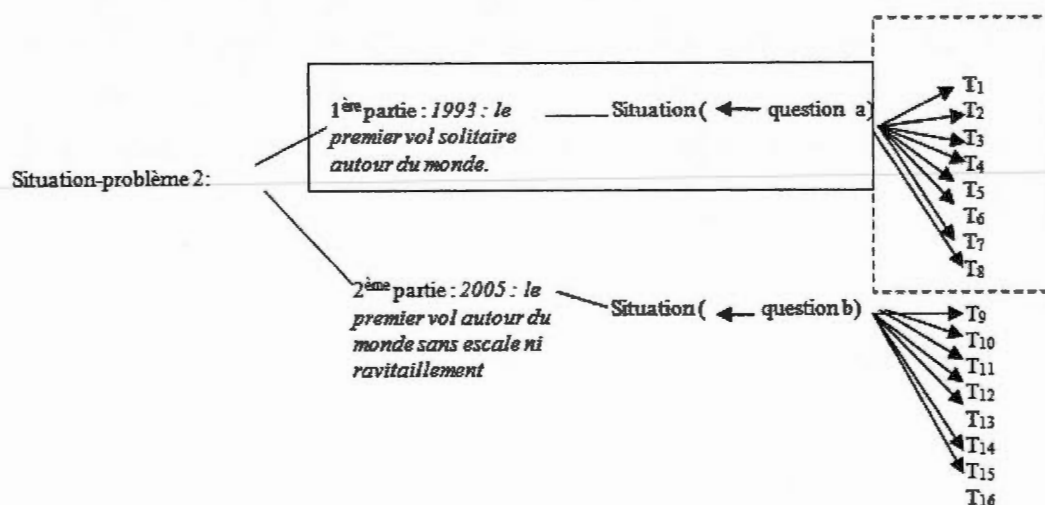 1ère partie : 1993 : le
premier vol solitaire
autour du monde.
Situation ( ← question a)
T1
T2
T3
T4
T5
T6
T7
T8
Situation-problème 2:
2ème partie : 2005 : le
premier vol autour du
monde sans escale ni
ravitaillement
Situation ( ← question b)
T9
T10
T11
T12
T13
T14
T15
T16